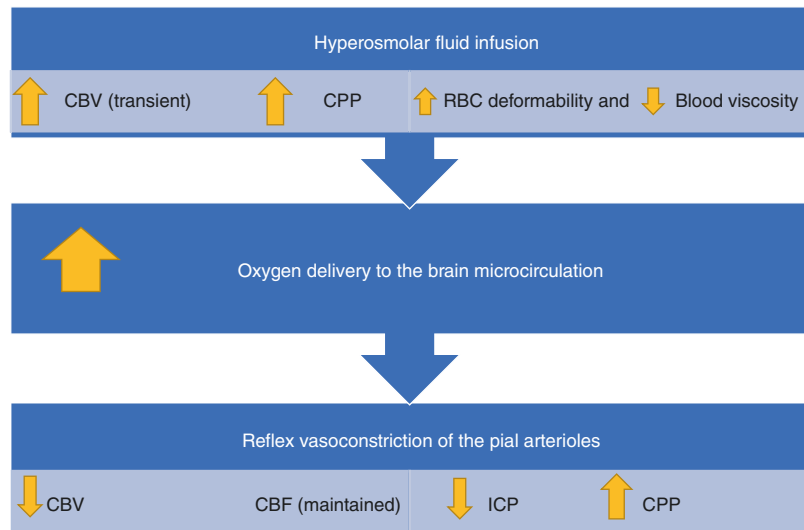 Hyperosmolar fluid infusion
CBV (transient) CPP RBC deformability and Blood viscosity
Oxygen delivery to the brain microcirculation
Reflex vasoconstriction of the pial arterioles
CBV CBF (maintained) ICP CPP